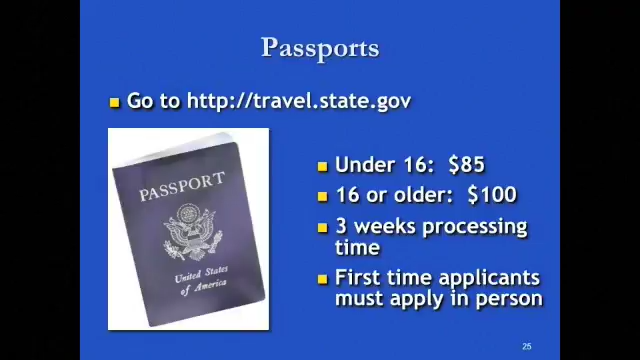 Passports
Go to http://travel.state.gov
PASSPORT
United States
of America
Under 16: $85
16 or older: $100
3 weeks processing
time
First time applicants
must apply in person
25